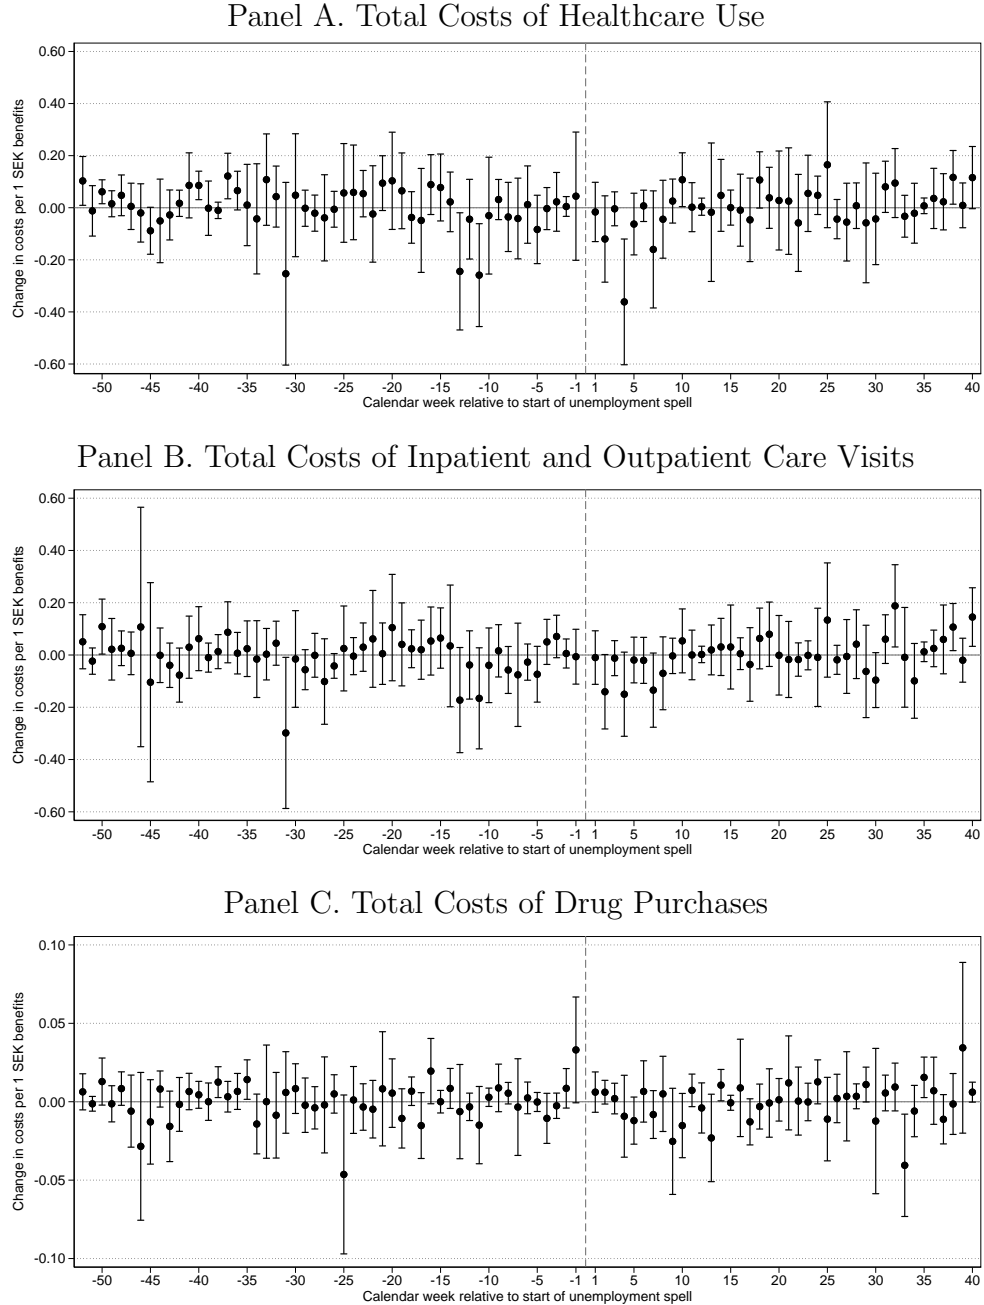 Panel A. Total Costs of Healthcare Use
Change in costs per 1 SEK benefits
0.60
0.40
0.20
0.00
-0.20
-0.40
-0.60
-50 -45 -40 -35 -30 -25 -20 -15 -10 -5 -1 1 5 10 15 20 25 30 35 40
Calendar week relative to start of unemployment spell
Panel B. Total Costs of Inpatient and Outpatient Care Visits
Change in costs per 1 SEK benefits
0.60
0.40
0.20
0.00
-0.20
-0.40
-0.60
-50 -45 -40 -35 -30 -25 -20 -15 -10 -5 -1 1 5 10 15 20 25 30 35 40
Calendar week relative to start of unemployment spell
Panel C. Total Costs of Drug Purchases
Change in costs per 1 SEK benefits
0.10
0.05
0.00
-0.05
-0.10
-50 -45 -40 -35 -30 -25 -20 -15 -10 -5 -1 1 5 10 15 20 25 30 35 40
Calendar week relative to start of unemployment spell